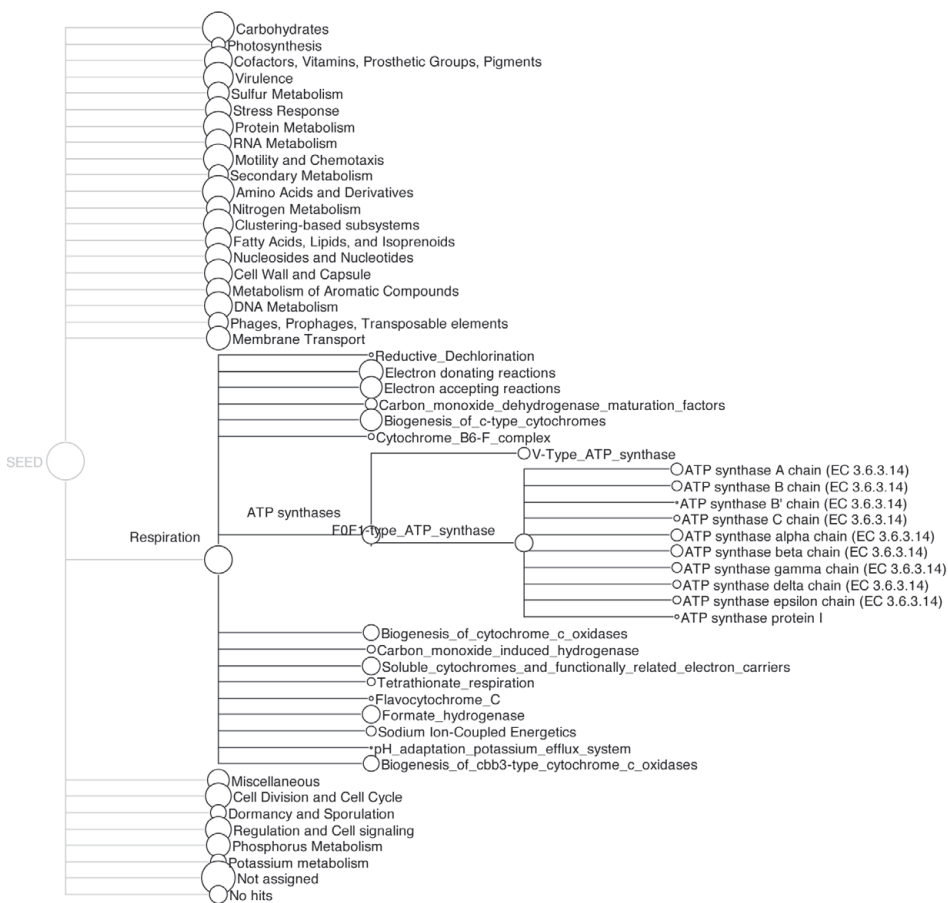 Carbohydrates
Photosynthesis
Cofactors, Vitamins, Prosthetic Groups, Pigments
Virulence
Sulfur Metabolism
Stress Response
Protein Metabolism
RNA Metabolism
Motility and Chemotaxis
Secondary Metabolism
Amino Acids and Derivatives
Nitrogen Metabolism
Clustering-based subsystems
Fatty Acids, Lipids, and Isoprenoids
Nucleosides and Nucleotides
Cell Wall and Capsule
Metabolism of Aromatic Compounds
DNA Metabolism
Phages, Prophages, Transposable elements
Membrane Transport
Reductive_Dechlorination
Electron donating reactions
Electron accepting reactions
Carbon_monoxide_dehydrogenase_maturation_factors
Biogenesis_of_c-type_cytochromes
Cytochrome_B6-F_complex
V-Type_ATP_synthase
SEED
ATP synthase A chain (EC 3.6.3.14)
ATP synthase B chain (EC 3.6.3.14)
ATP synthase B' chain (EC 3.6.3.14)
ATP synthases
ATP synthase C chain (EC 3.6.3.14)
F0F1-type_ATP_synthase
Respiration
ATP synthase alpha chain (EC 3.6.3.14)
ATP synthase beta chain (EC 3.6.3.14)
ATP synthase gamma chain (EC 3.6.3.14)
ATP synthase delta chain (EC 3.6.3.14)
ATP synthase epsilon chain (EC 3.6.3.14)
ATP synthase protein I
Biogenesis_of_cytochrome_c_oxidases
Carbon_monoxide_induced_hydrogenase
Soluble_cytochromes_and_functionally_related_electron_carriers
Tetrathionate_respiration
Flavocytochrome_C
Formate_hydrogenase
Sodium Ion-Coupled Energetics
pH_adaptation_potassium_efflux_system
Biogenesis_of_cbb3-type_cytochrome_c_oxidases
Miscellaneous
Cell Division and Cell Cycle
Dormancy and Sporulation
Regulation and Cell signaling
Phosphorus Metabolism
Potassium metabolism
Not assigned
No hits